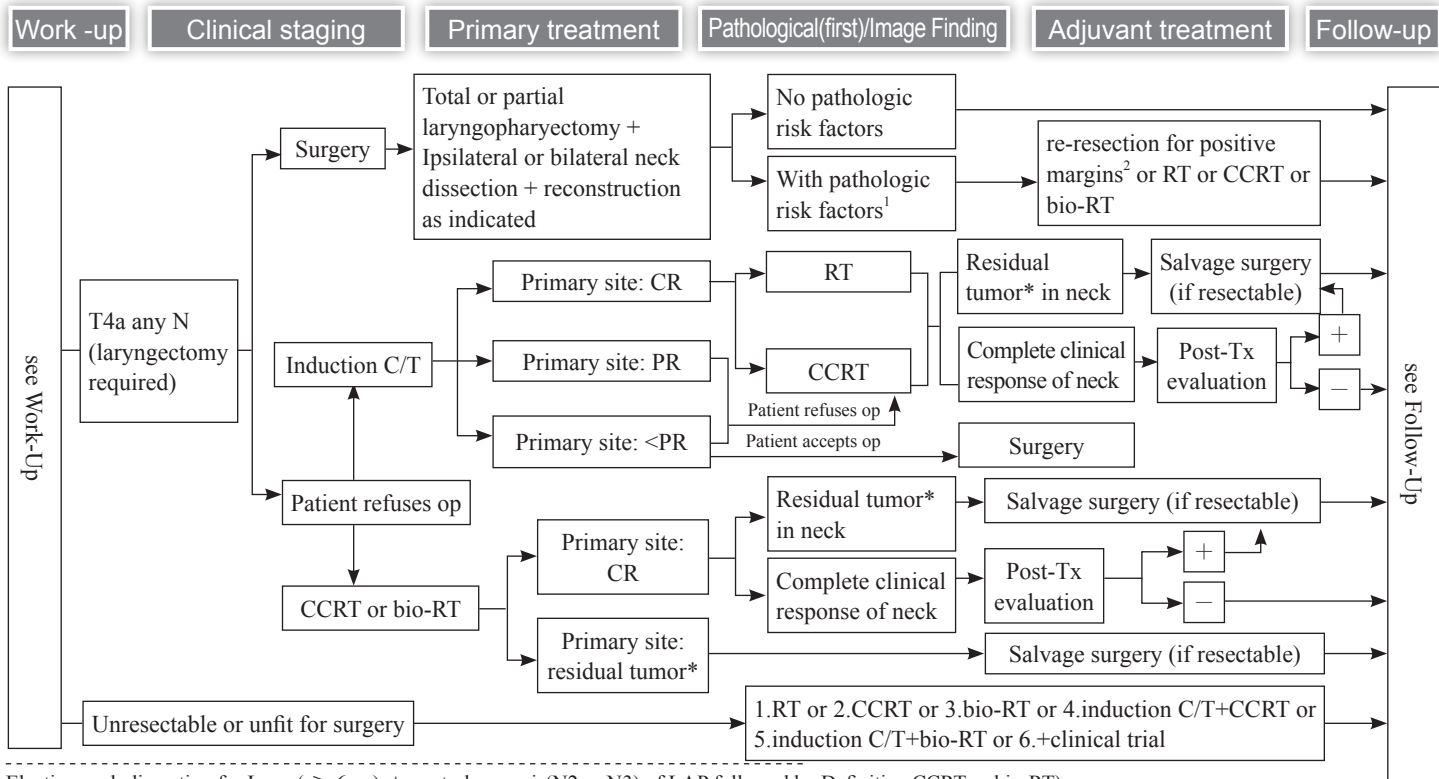 Work -up
Clinical staging
Primary treatment
Pathological(first)/Image Finding
Adjuvant treatment
Follow-up
see Work-Up
T4a any N
(laryngectomy
required)
Surgery
Total or partial
laryngopharyectomy +
Ipsilateral or bilateral neck
dissection + reconstruction
as indicated
No pathologic
risk factors
With pathologic
risk factors1
re-resection for positive
margins2 or RT or CCRT or
bio-RT
Induction C/T
Primary site: CR
Primary site: PR
Primary site: <PR
RT
CCRT
Patient refuses op
Patient accepts op
Surgery
Residual
tumor* in neck
Salvage surgery
(if resectable)
Complete clinical
response of neck
Post-Tx
evaluation
+
−
Patient refuses op
CCRT or bio-RT
Primary site:
CR
Primary site:
residual tumor*
Residual tumor*
in neck
Salvage surgery (if resectable)
Complete clinical
response of neck
Post-Tx
evaluation
+
−
Salvage surgery (if resectable)
Unresectable or unfit for surgery
1.RT or 2.CCRT or 3.bio-RT or 4.induction C/T+CCRT or
5.induction C/T+bio-RT or 6.+clinical trial
see Follow-Up